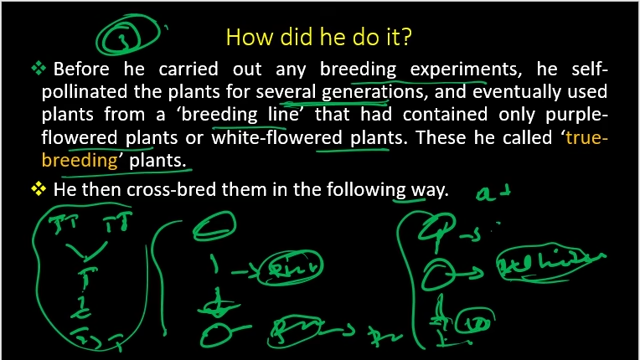 How did he do it?
Before he carried out any breeding experiments, he self-
pollinated the plants for several generations, and eventually used
plants from a ‘breeding line’ that had contained only purple-
flowered plants or white-flowered plants. These he called ‘true-
breeding’ plants.
He then cross-bred them in the following way.
TT TT
T